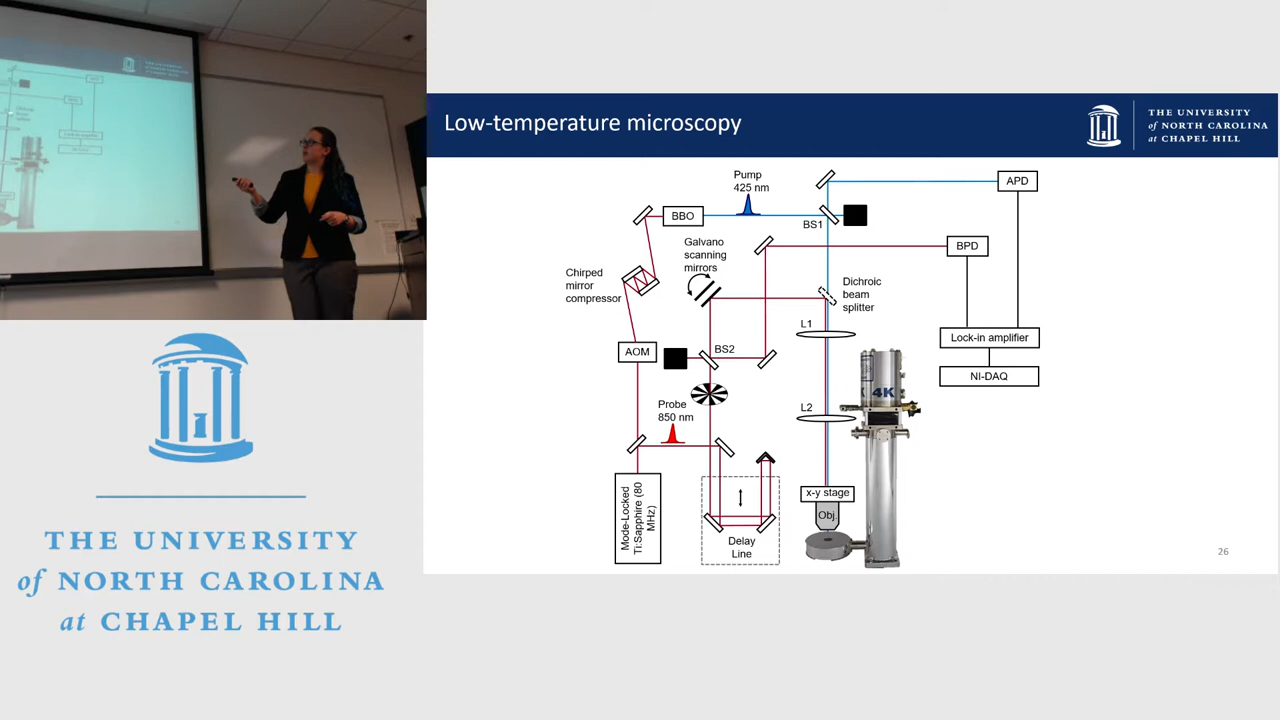 Low-temperature microscopy
THE UNIVERSITY
of NORTH CAROLINA
at CHAPEL HILL
Pump
425 nm
APD
BBO
BS1
Galvano
scanning
mirrors
BPD
Chirped
mirror
compressor
Dichroic
beam
splitter
L1
Lock-in amplifier
AOM
BS2
NI-DAQ
4K
Probe
850 nm
L2
Mode-Locked
Ti:Sapphire (80
MHz)
x-y stage
Obj.
Delay
Line
26
THE UNIVERSITY
of NORTH CAROLINA
at CHAPEL HILL